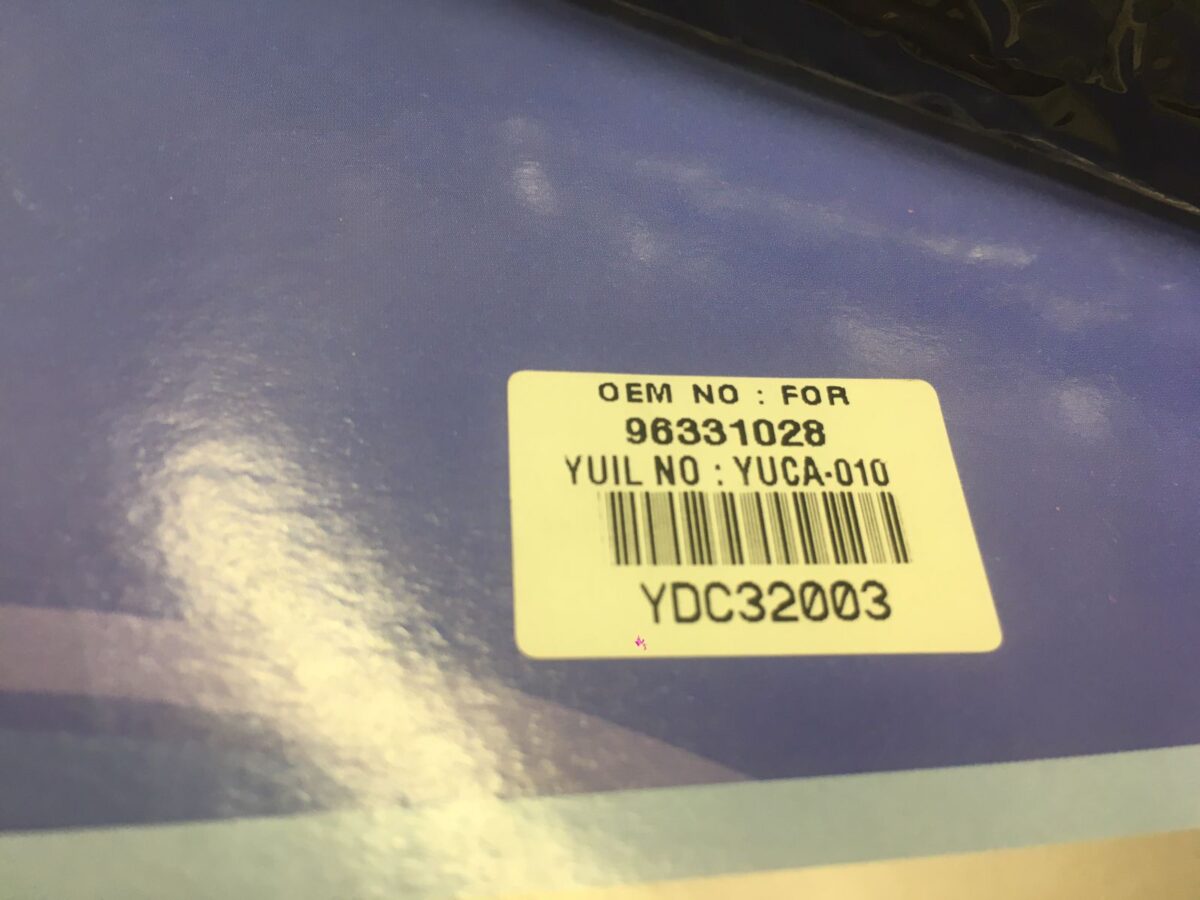 OEM NO : FOR
96331028
YUIL NO : YUCA-010
YDC32003